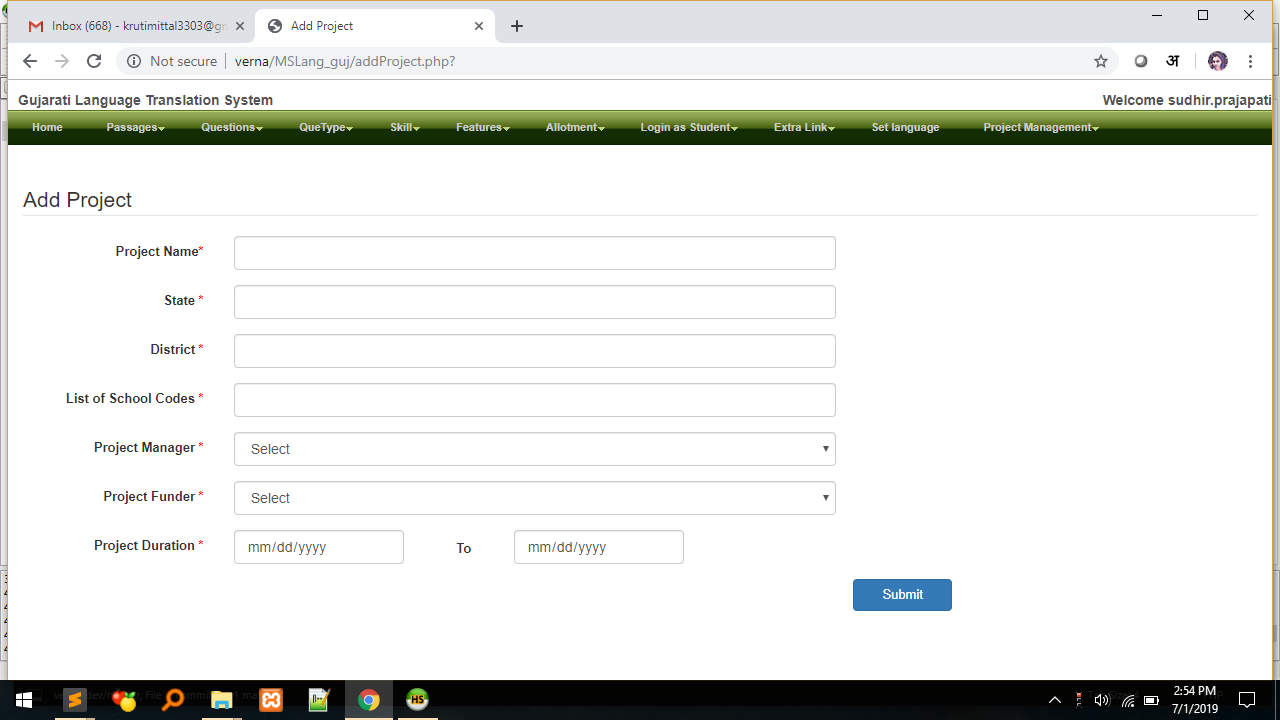 Inbox (668) - krutimittal3303@gr
Add Project
Not secure | verna/MSLang_guj/addProject.php?
अ
Gujarati Language Translation System
Welcome sudhir.prajapati
Home Passages Questions QueType Skill Features Allotment Login as Student Extra Link Set language Project Management
Add Project
Project Name*
State *
District *
List of School Codes *
Project Manager * Select
Project Funder * Select
Project Duration * mm/dd/yyyy To mm/dd/yyyy
Submit
HS
2:54 PM
7/1/2019